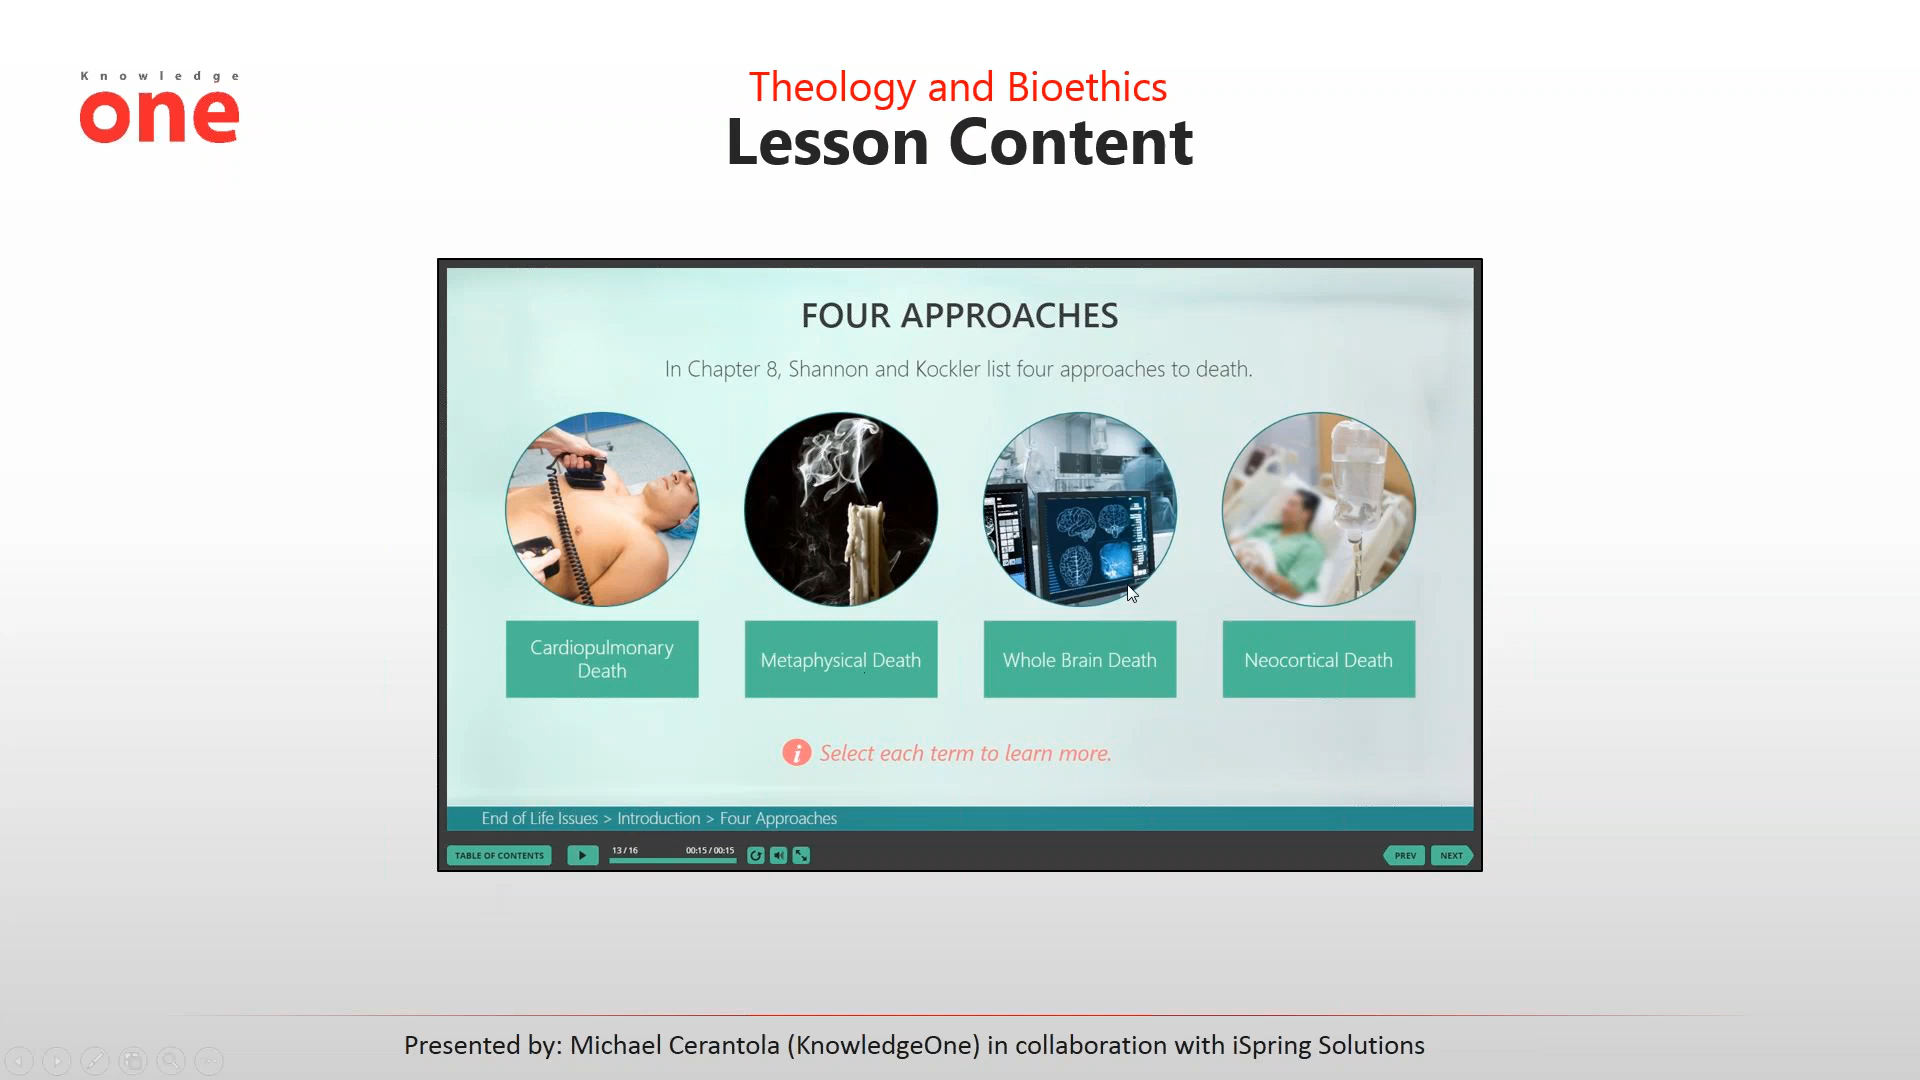 Knowledge
one
Theology and Bioethics
Lesson Content
FOUR APPROACHES
In Chapter 8, Shannon and Kockler list four approaches to death.
Cardiopulmonary
Death
Metaphysical Death
Whole Brain Death
Neocortical Death
i Select each term to learn more.
End of Life Issues > Introduction > Four Approaches
TABLE OF CONTENTS
13 / 16
00:15 / 00:15
PREV
NEXT
Presented by: Michael Cerantola (KnowledgeOne) in collaboration with iSpring Solutions